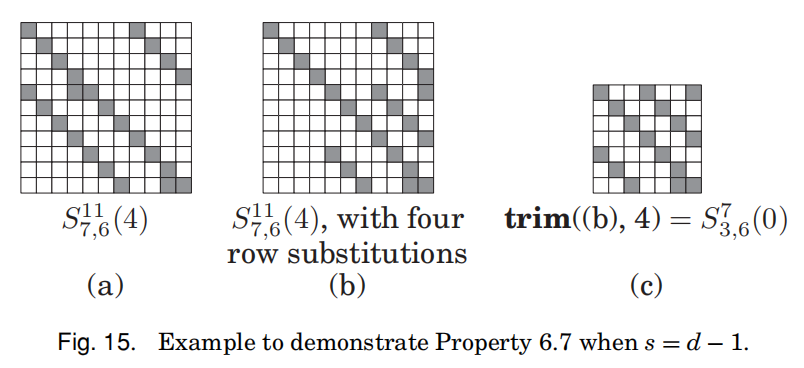 S^{11}_{7,6}(4)
(a)
S^{11}_{7,6}(4), with four
row substitutions
(b)
trim((b), 4) = S^{7}_{3,6}(0)
(c)
Fig. 15. Example to demonstrate Property 6.7 when s = d − 1.